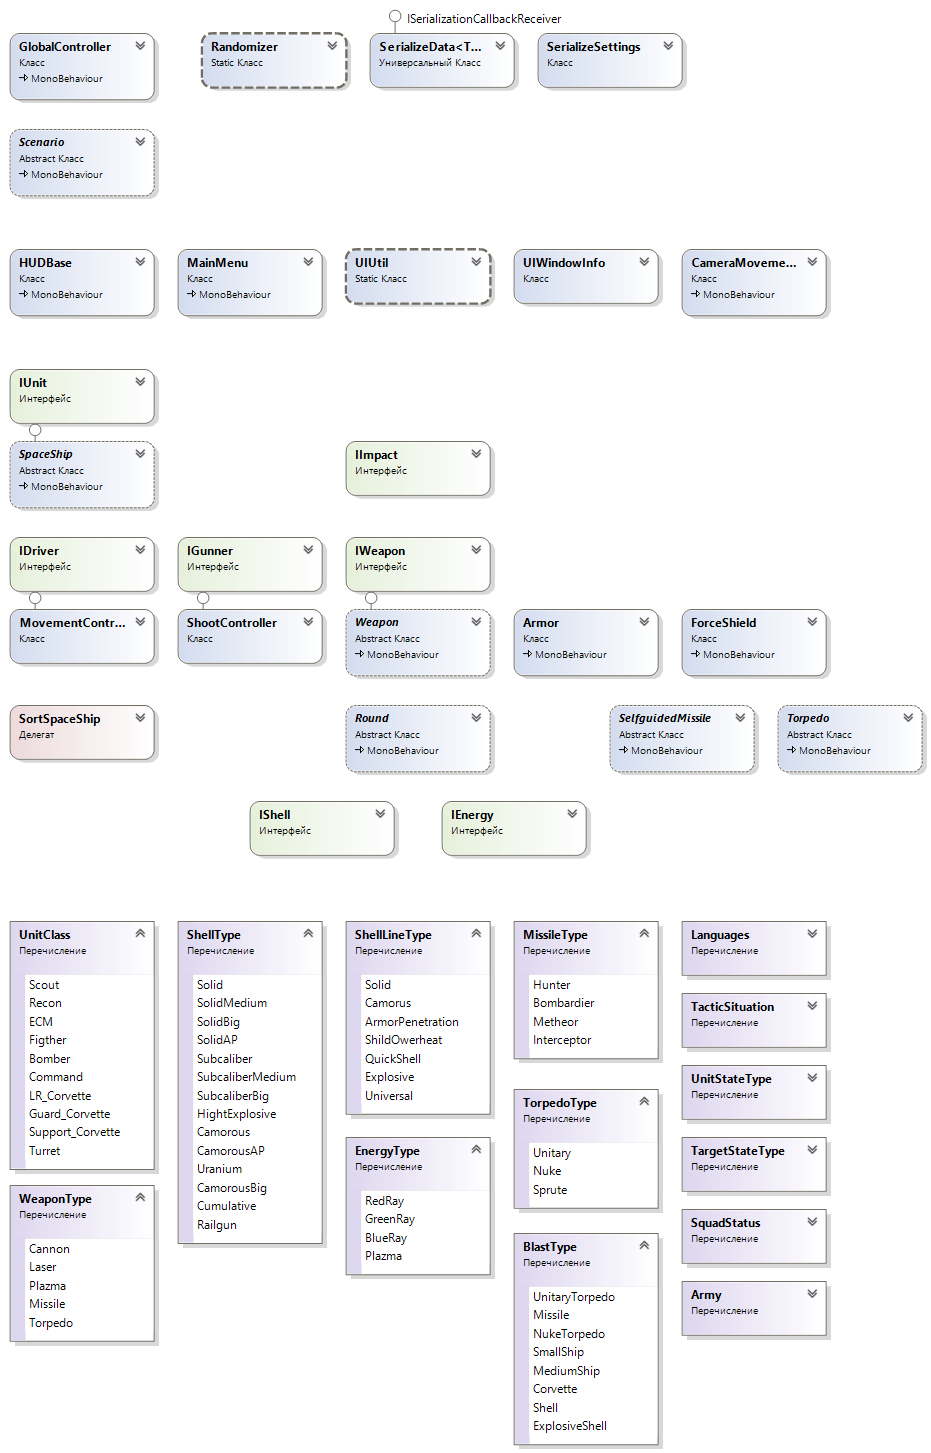 ISerializationCallbackReceiver
GlobalController
Класс
MonoBehaviour
Randomizer
Static Класс
SerializeData<T...
Универсальный Класс
SerializeSettings
Класс
Scenario
Abstract Класс
MonoBehaviour
HUDBase
Класс
MonoBehaviour
MainMenu
Класс
MonoBehaviour
UIUtil
Static Класс
UIWindowInfo
Класс
CameraMoveme...
Класс
MonoBehaviour
IUnit
Интерфейс
SpaceShip
Abstract Класс
MonoBehaviour
IImpact
Интерфейс
IDriver
Интерфейс
IGunner
Интерфейс
IWeapon
Интерфейс
MovementContr...
Класс
ShootController
Класс
Weapon
Abstract Класс
MonoBehaviour
Armor
Класс
MonoBehaviour
ForceShield
Класс
MonoBehaviour
SortSpaceShip
Делегат
Round
Abstract Класс
MonoBehaviour
SelfguidedMissile
Abstract Класс
MonoBehaviour
Torpedo
Abstract Класс
MonoBehaviour
IShell
Интерфейс
IEnergy
Интерфейс
UnitClass
Перечисление
Scout
Recon
ECM
Figther
Bomber
Command
LR_Corvette
Guard_Corvette
Support_Corvette
Turret
WeaponType
Перечисление
Cannon
Laser
Plazma
Missile
Torpedo
ShellType
Перечисление
Solid
SolidMedium
SolidBig
SolidAP
Subcaliber
SubcaliberMedium
SubcaliberBig
HightExplosive
Camorous
CamorousAP
Uranium
CamorousBig
Cumulative
Railgun
ShellLineType
Перечисление
Solid
Camorus
ArmorPenetration
ShildOwerheat
QuickShell
Explosive
Universal
EnergyType
Перечисление
RedRay
GreenRay
BlueRay
Plazma
MissileType
Перечисление
Hunter
Bombardier
Metheor
Interceptor
TorpedoType
Перечисление
Unitary
Nuke
Sprute
BlastType
Перечисление
UnitaryTorpedo
Missile
NukeTorpedo
SmallShip
MediumShip
Corvette
Shell
ExplosiveShell
Languages
Перечисление
TacticSituation
Перечисление
UnitStateType
Перечисление
TargetStateType
Перечисление
SquadStatus
Перечисление
Army
Перечисление